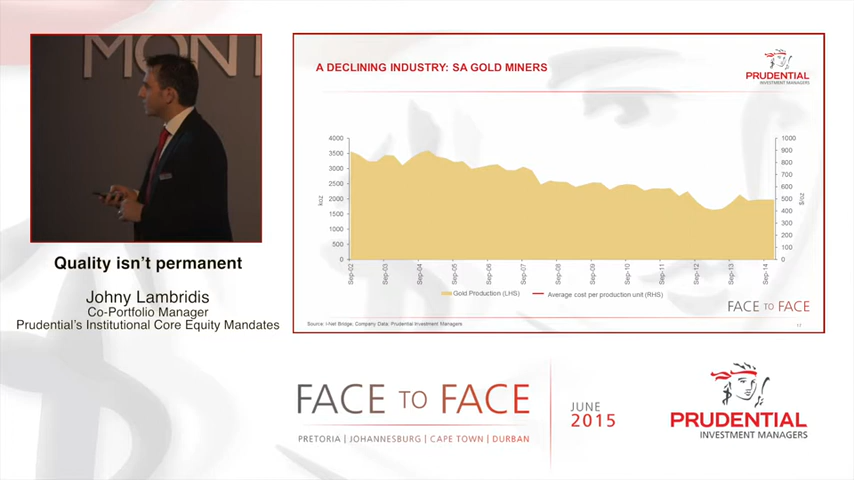 MONT
Quality isn't permanent
Johny Lambridis
Co-Portfolio Manager
Prudential's Institutional Core Equity Mandates
A DECLINING INDUSTRY: SA GOLD MINERS
PRUDENTIAL
INVESTMENT MANAGERS
4000
3500
3000
2500
2000
1500
1000
500
0
koz
1000
900
800
700
600
500
400
300
200
100
0
$/oz
Sep-02
Sep-03
Sep-04
Sep-05
Sep-06
Sep-07
Sep-08
Sep-09
Sep-10
Sep-11
Sep-12
Sep-13
Sep-14
Gold Production (LHS)
Average cost per production unit (RHS)
FACE TO FACE
Source: I-Net Bridge, Company Data: Prudential Investment Managers
FACE TO FACE
PRETORIA | JOHANNESBURG | CAPE TOWN | DURBAN
JUNE
2015
PRUDENTIAL
INVESTMENT MANAGERS